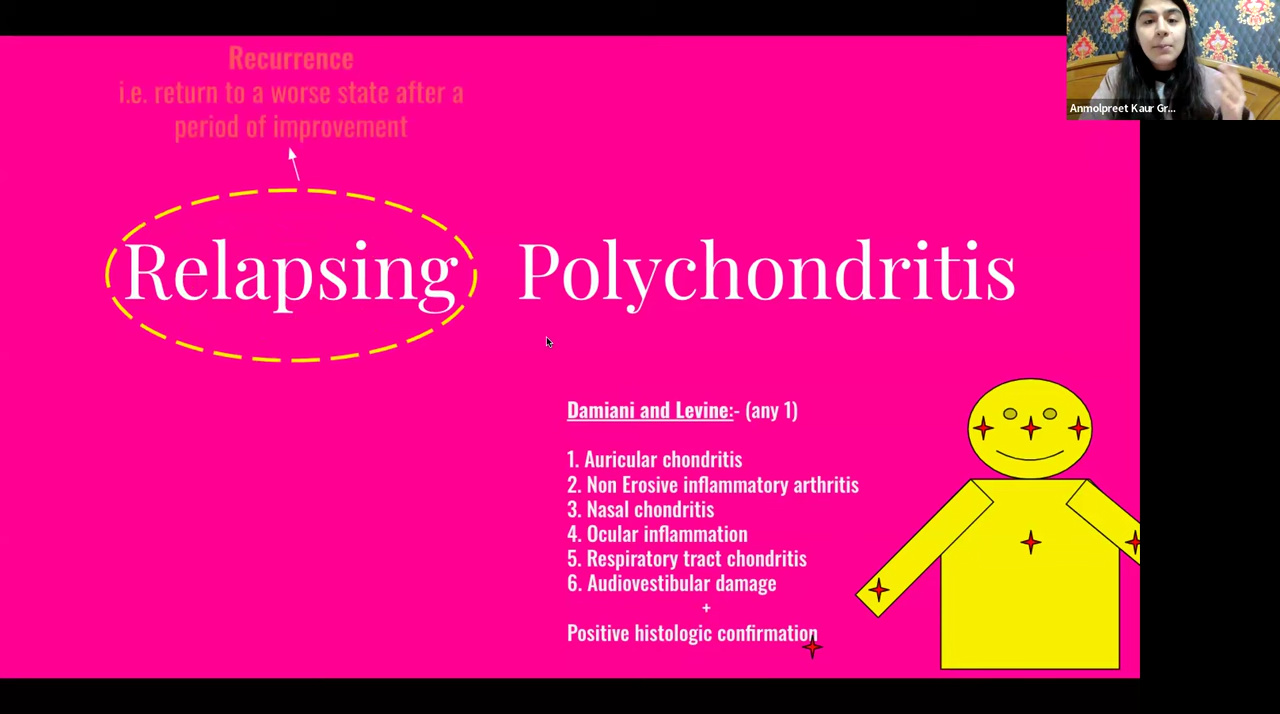 Recurrence
i.e. return to a worse state after a
period of improvement
Relapsing Polychondritis
Damiani and Levine:- (any 1)
1. Auricular chondritis
2. Non Erosive inflammatory arthritis
3. Nasal chondritis
4. Ocular inflammation
5. Respiratory tract chondritis
6. Audiovestibular damage
+
Positive histologic confirmation
Anmolpreet Kaur Gr...